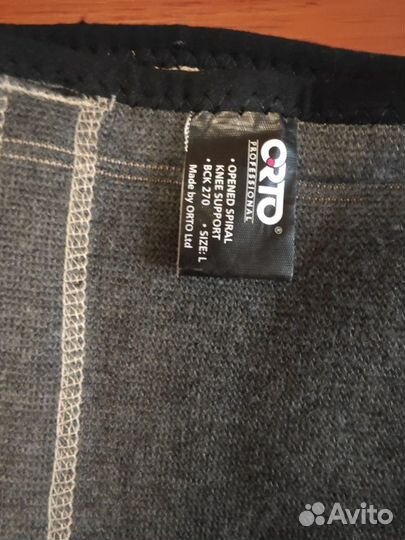 ORTO®
PROFESSIONAL
• OPENED SPIRAL
KNEE SUPPORT
• BCK 270 • SIZE: L
Made by ORTO Ltd
Avito